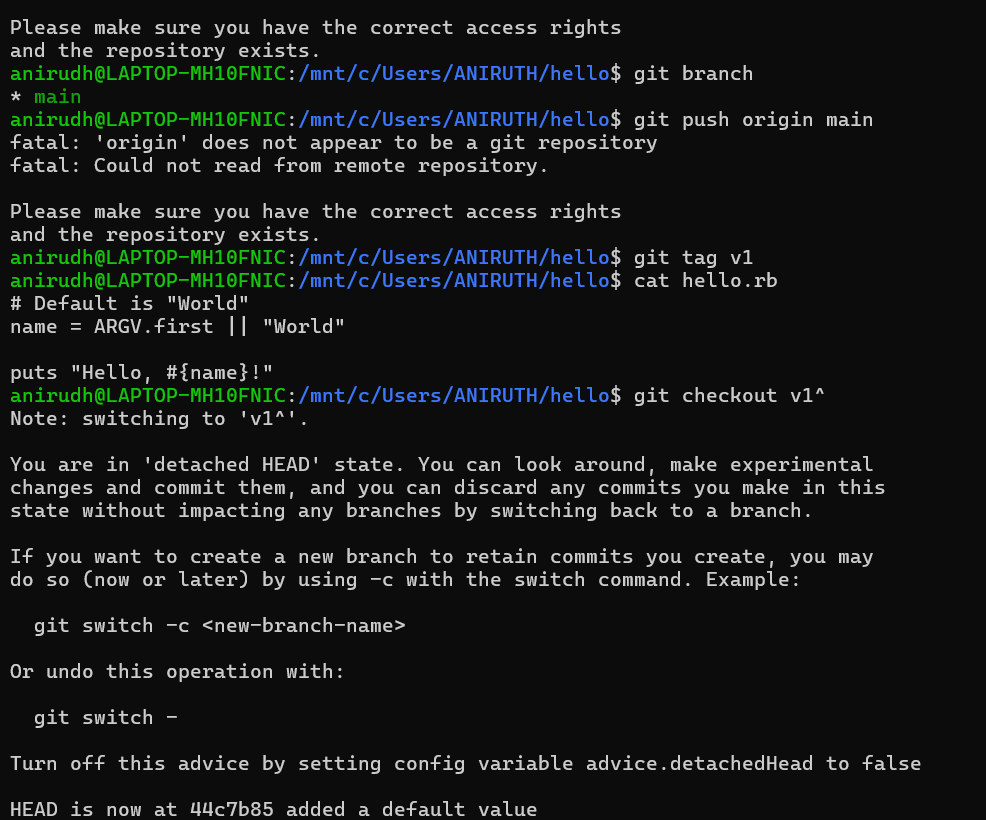 Please make sure you have the correct access rights
and the repository exists.
anirudh@LAPTOP-MH10FNIC:/mnt/c/Users/ANIRUTH/hello$ git branch
* main
anirudh@LAPTOP-MH10FNIC:/mnt/c/Users/ANIRUTH/hello$ git push origin main
fatal: 'origin' does not appear to be a git repository
fatal: Could not read from remote repository.

Please make sure you have the correct access rights
and the repository exists.
anirudh@LAPTOP-MH10FNIC:/mnt/c/Users/ANIRUTH/hello$ git tag v1
anirudh@LAPTOP-MH10FNIC:/mnt/c/Users/ANIRUTH/hello$ cat hello.rb
# Default is "World"
name = ARGV.first || "World"

puts "Hello, #{name}!"
anirudh@LAPTOP-MH10FNIC:/mnt/c/Users/ANIRUTH/hello$ git checkout v1^
Note: switching to 'v1^'.

You are in 'detached HEAD' state. You can look around, make experimental
changes and commit them, and you can discard any commits you make in this
state without impacting any branches by switching back to a branch.

If you want to create a new branch to retain commits you create, you may
do so (now or later) by using -c with the switch command. Example:

  git switch -c <new-branch-name>

Or undo this operation with:

  git switch -

Turn off this advice by setting config variable advice.detachedHead to false

HEAD is now at 44c7b85 added a default value